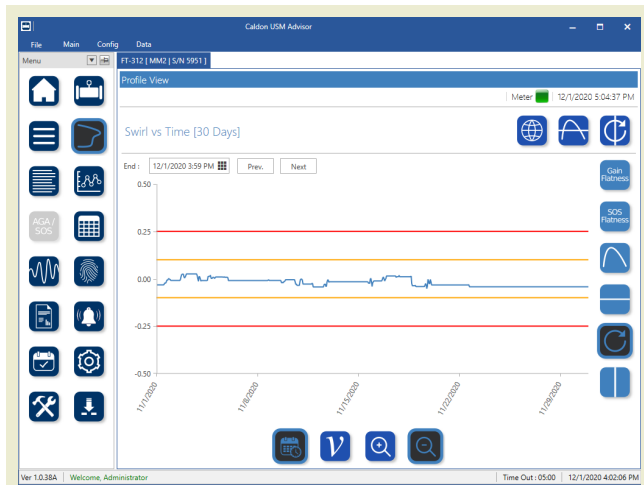 Caldon USM Advisor
File Main Config Data
Menu
FT-312 [ MM2 | S/N 5951 ]
Profile View
Meter 12/1/2020 5:04:37 PM
Swirl vs Time [30 Days]
End : 12/1/2020 3:59 PM Prev. Next
Gain
Flatness
SOS
Flatness
AGA /
SOS
0.50
0.25
0.00
-0.25
-0.50
11/1/2020
11/8/2020
11/15/2020
11/22/2020
11/29/2020
V
Ver 1.0.38A Welcome, Administrator Time Out : 05:00 12/1/2020 4:02:06 PM